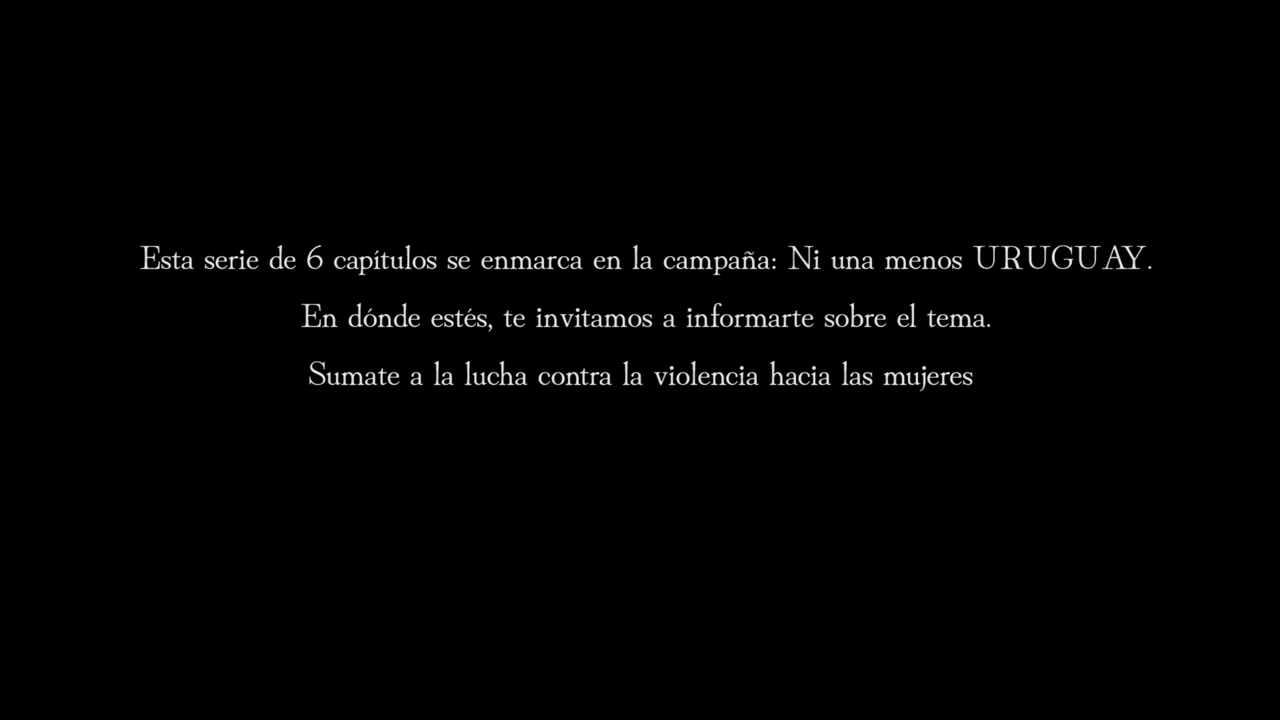 Esta serie de 6 capítulos se enmarca en la campaña: Ni una menos URUGUAY.
En dónde estés, te invitamos a informarte sobre el tema.
Sumate a la lucha contra la violencia hacia las mujeres